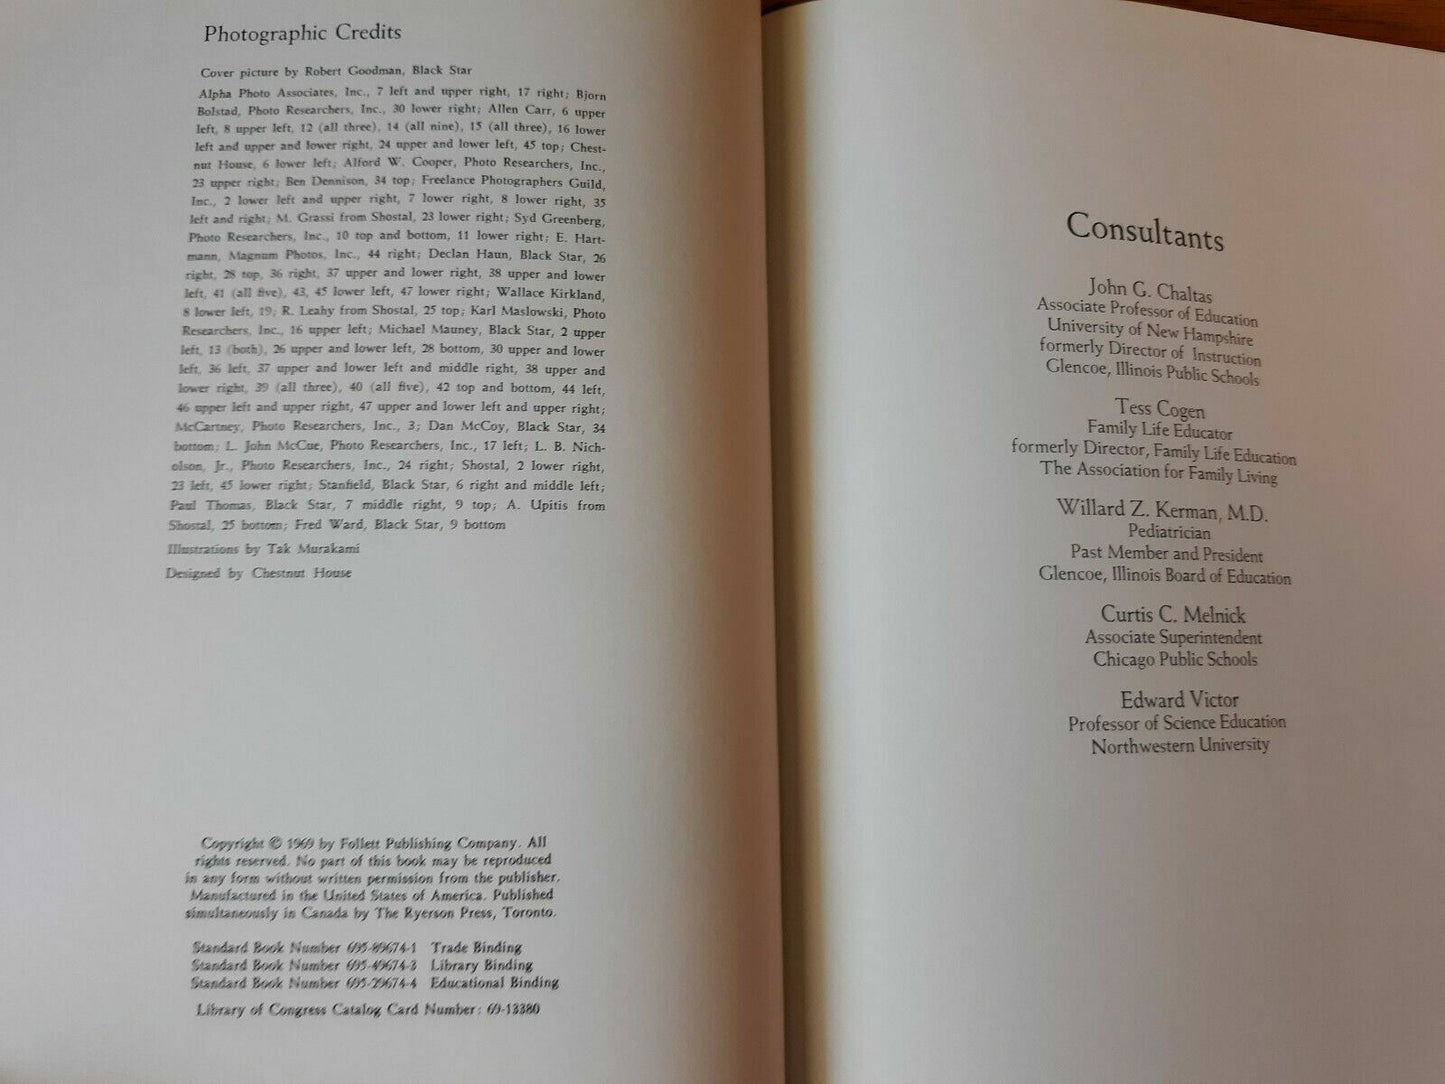 Photographic Credits
Cover picture by Robert Goodman, Black Star
Alpha Photo Associates, Inc., 7 left and upper right, 17 right; Bjorn
Bolstad, Photo Researchers, Inc., 30 lower right; Allen Carr, 6 upper
left, 8 upper left, 12 (all three), 14 (all nine), 15 (all three), 16 lower
left and upper and lower right, 24 upper and lower left, 45 top; Chest-
nut House, 6 lower left; Alford W. Cooper, Photo Researchers, Inc.,
23 upper right; Ben Dennison, 34 top; Freelance Photographers Guild,
Inc., 2 lower left and upper right, 7 lower right, 8 lower right, 35
left and right; M. Grassi from Shostal, 23 lower right; Syd Greenberg,
Photo Researchers, Inc., 10 top and bottom, 11 lower right; E. Hart-
mann, Magnum Photos, Inc., 44 right; Declan Haun, Black Star, 26
right, 28 top, 36 right, 37 upper and lower right, 38 upper and lower
left, 41 (all five), 43, 45 lower left, 47 lower right; Wallace Kirkland,
8 lower left, 19; R. Leahy from Shostal, 25 top; Karl Maslowski, Photo
Researchers, Inc., 16 upper left; Michael Mauney, Black Star, 2 upper
left, 13 (both), 26 upper and lower left, 28 bottom, 30 upper and lower
left, 36 left, 37 upper and lower left and middle right, 38 upper and
lower right, 39 (all three), 40 (all five), 42 top and bottom, 44 left,
46 upper left and upper right, 47 upper and lower left and upper right;
McCartney, Photo Researchers, Inc., 3; Dan McCoy, Black Star, 34
bottom; L. John McCue, Photo Researchers, Inc., 17 left; L. B. Nich-
olson, Jr., Photo Researchers, Inc., 24 right; Shostal, 2 lower right,
23 left, 45 lower right; Stanfield, Black Star, 6 right and middle left;
Paul Thomas, Black Star, 7 middle right, 9 top; A. Upitis from
Shostal, 25 bottom; Fred Ward, Black Star, 9 bottom
Illustrations by Tak Murakami
Designed by Chestnut House
Copyright © 1969 by Follett Publishing Company. All
rights reserved. No part of this book may be reproduced
in any form without written permission from the publisher.
Manufactured in the United States of America. Published
simultaneously in Canada by The Ryerson Press, Toronto.
Standard Book Number 695-89674-1 Trade Binding
Standard Book Number 695-49674-3 Library Binding
Standard Book Number 695-29674-4 Educational Binding
Library of Congress Catalog Card Number: 69-13380
Consultants
John G. Chaltas
Associate Professor of Education
University of New Hampshire
formerly Director of Instruction
Glencoe, Illinois Public Schools
Tess Cogen
Family Life Educator
formerly Director, Family Life Education
The Association for Family Living
Willard Z. Kerman, M.D.
Pediatrician
Past Member and President
Glencoe, Illinois Board of Education
Curtis C. Melnick
Associate Superintendent
Chicago Public Schools
Edward Victor
Professor of Science Education
Northwestern University